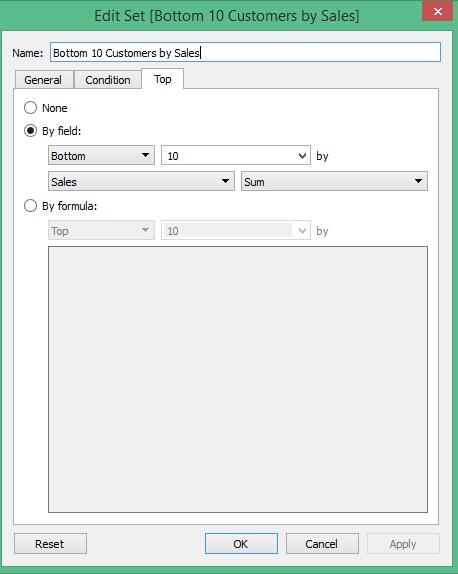 Edit Set [Bottom 10 Customers by Sales]
Name: Bottom 10 Customers by Sales
General Condition Top
None
By field:
Bottom 10 by
Sales Sum
By formula:
Top 10 by
Reset OK Cancel Apply